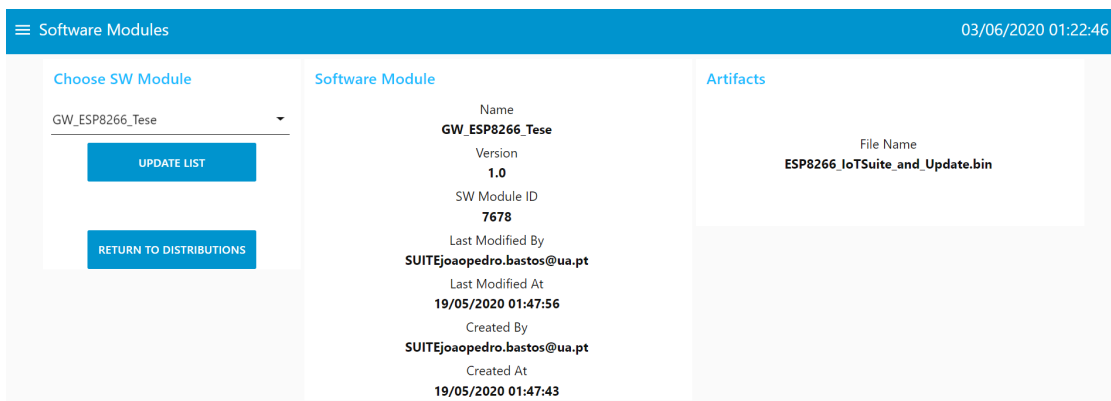 Software Modules
03/06/2020 01:22:46
Choose SW Module
GW_ESP8266_Tese
UPDATE LIST
RETURN TO DISTRIBUTIONS
Software Module
Name
GW_ESP8266_Tese
Version
1.0
SW Module ID
7678
Last Modified By
SUITEjoaopedro.bastos@ua.pt
Last Modified At
19/05/2020 01:47:56
Created By
SUITEjoaopedro.bastos@ua.pt
Created At
19/05/2020 01:47:43
Artifacts
File Name
ESP8266_IoTSuite_and_Update.bin